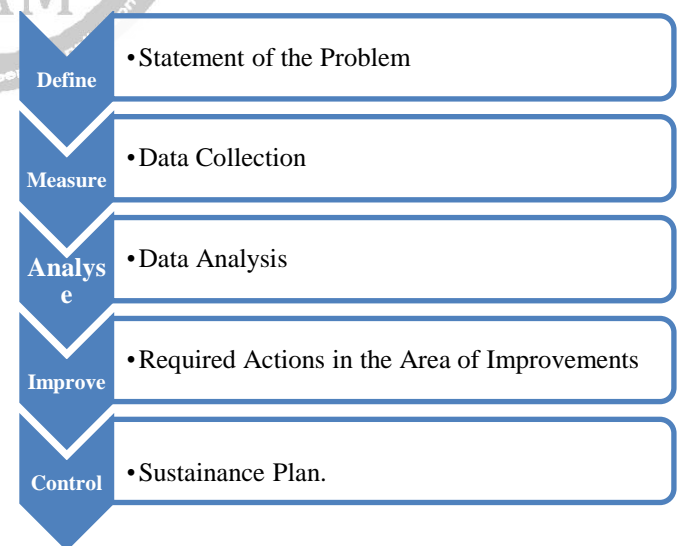 Define
•Statement of the Problem
Measure
•Data Collection
Analys
e
•Data Analysis
Improve
•Required Actions in the Area of Improvements
Control
•Sustainance Plan.